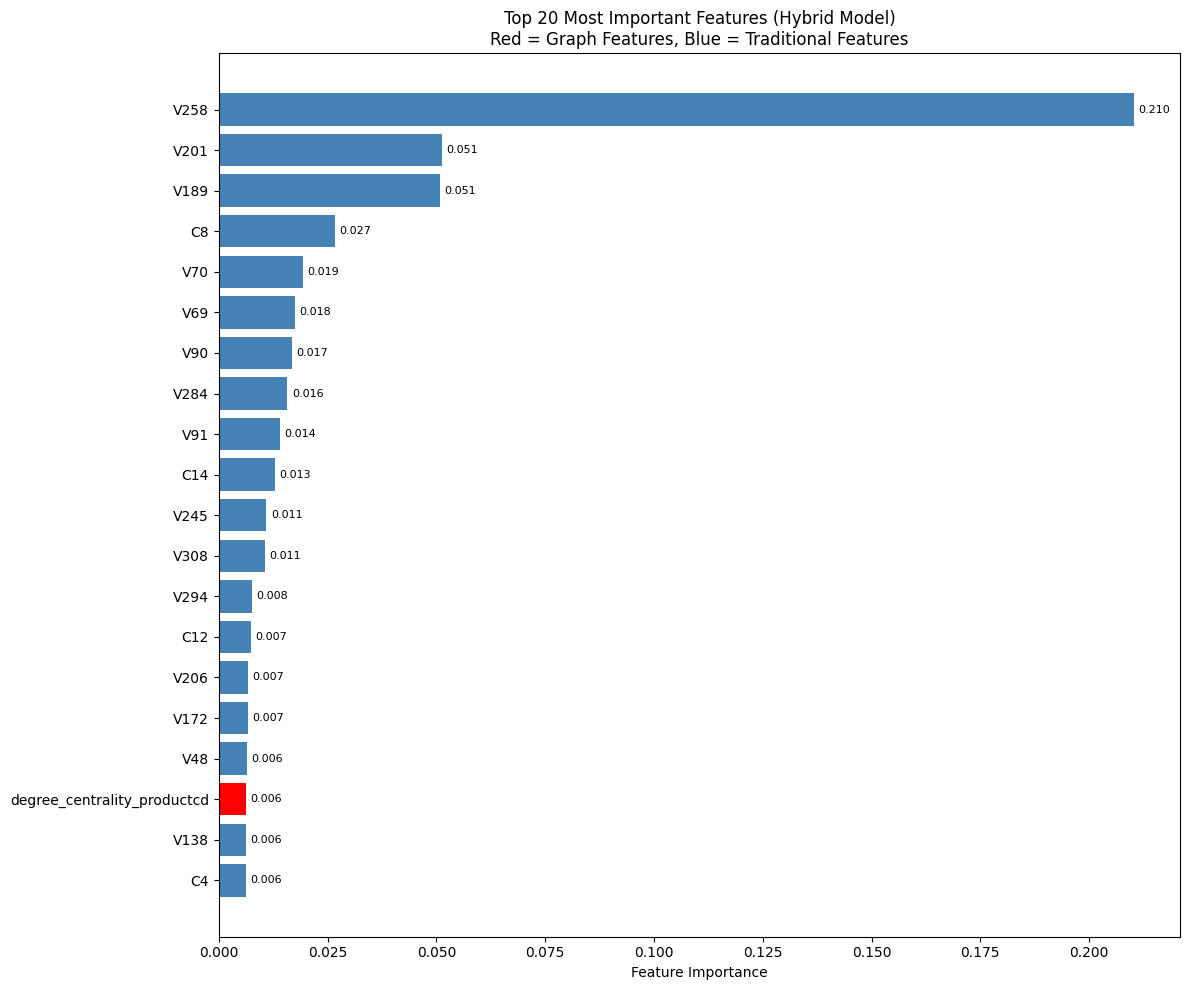 Top 20 Most Important Features (Hybrid Model)
Red = Graph Features, Blue = Traditional Features
V258 0.210
V201 0.051
V189 0.051
C8 0.027
V70 0.019
V69 0.018
V90 0.017
V284 0.016
V91 0.014
C14 0.013
V245 0.011
V308 0.011
V294 0.008
C12 0.007
V206 0.007
V172 0.007
V48 0.006
degree_centrality_productcd 0.006
V138 0.006
C4 0.006
0.000 0.025 0.050 0.075 0.100 0.125 0.150 0.175 0.200
Feature Importance